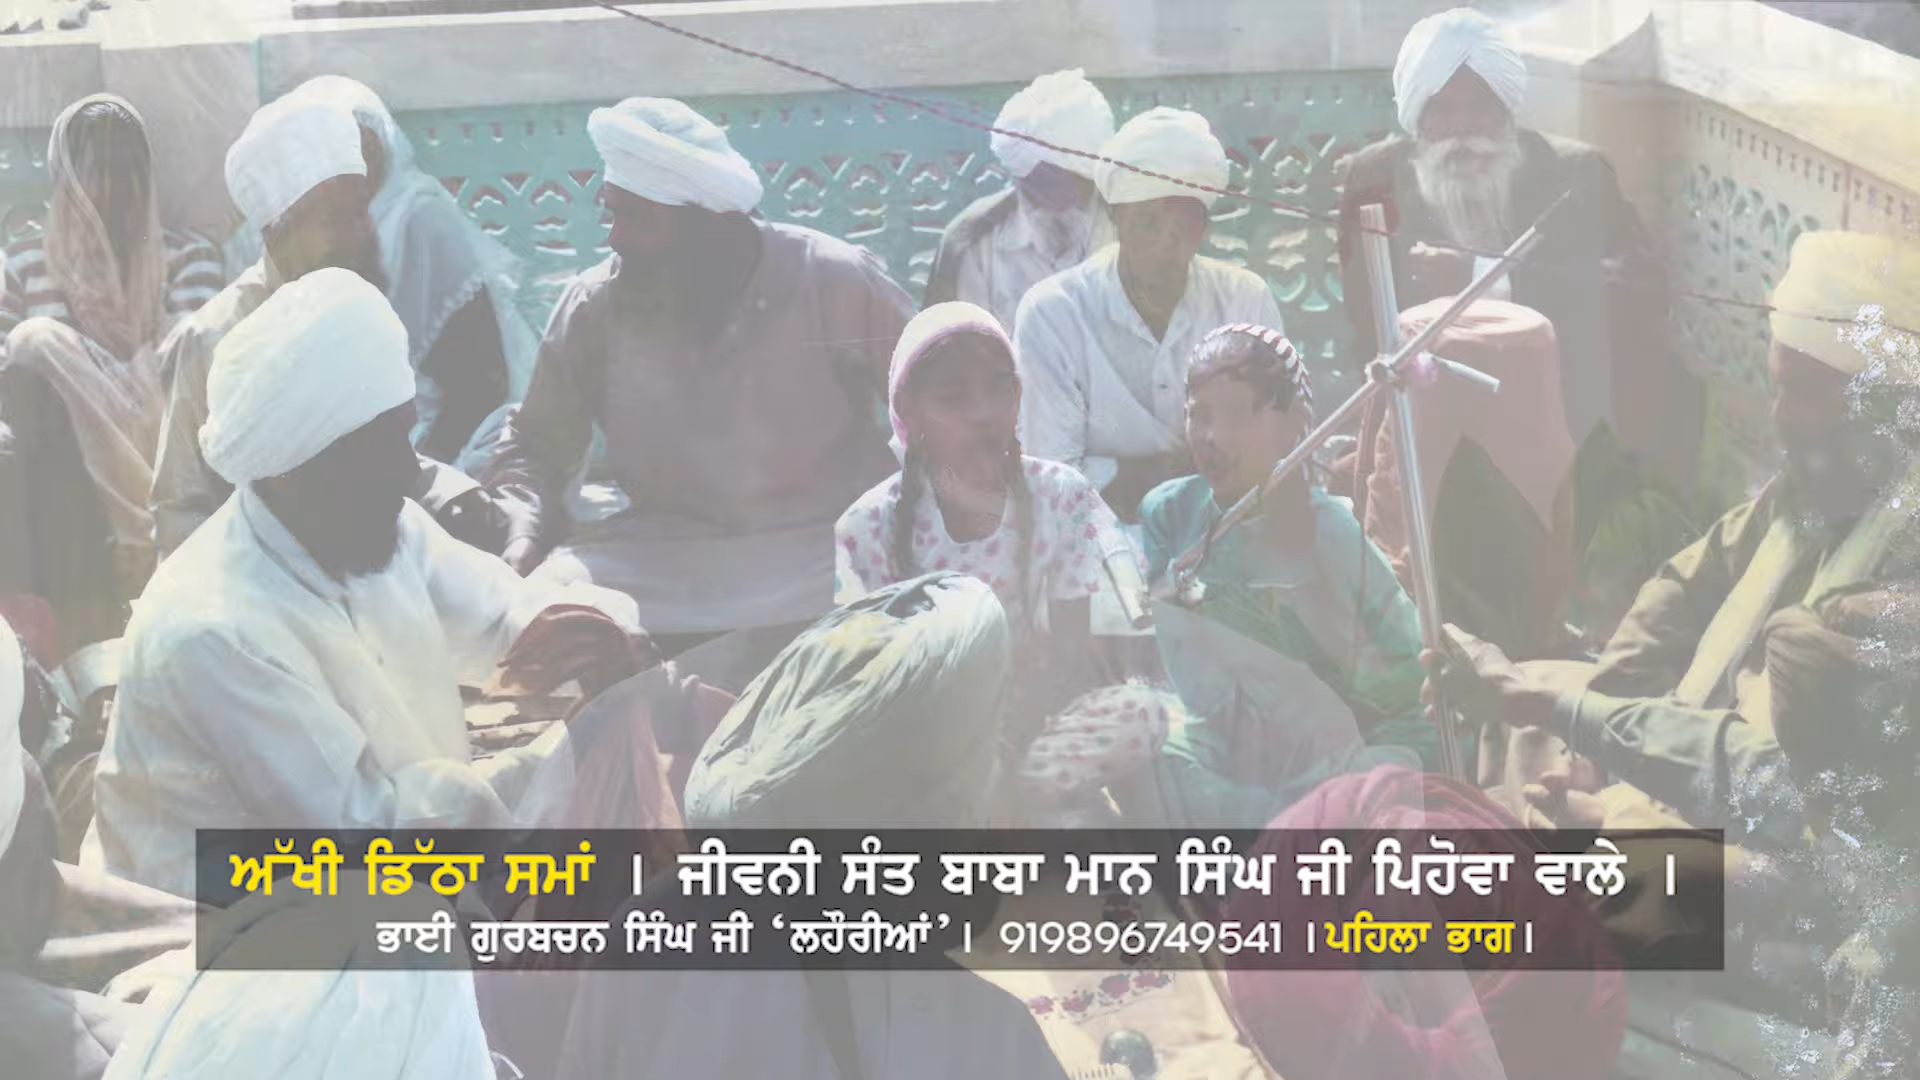 ਅੱਖੀ ਡਿੱਠਾ ਸਮਾਂ । ਜੀਵਨੀ ਸੰਤ ਬਾਬਾ ਮਾਨ ਸਿੰਘ ਜੀ ਪਿਹੋਵਾ ਵਾਲੇ ।
ਭਾਈ ਗੁਰਬਚਨ ਸਿੰਘ ਜੀ ‘ਲਹੌਰੀਆਂ’। 919896749541 ।ਪਹਿਲਾ ਭਾਗ।